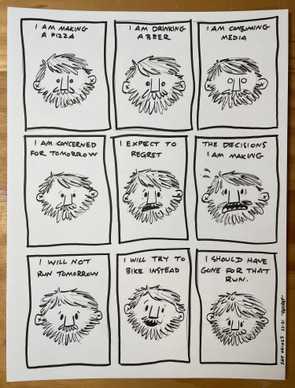 I AM MAKING
A PIZZA
I AM DRINKING
A BEER
I AM CONSUMING
MEDIA
I AM CONCERNED
FOR TOMORROW
I EXPECT TO
REGRET
THE DECISIONS
I AM MAKING
I WILL NOT
RUN TOMORROW
I WILL TRY TO
BIKE INSTEAD
I SHOULD HAVE
GONE FOR THAT
RUN.